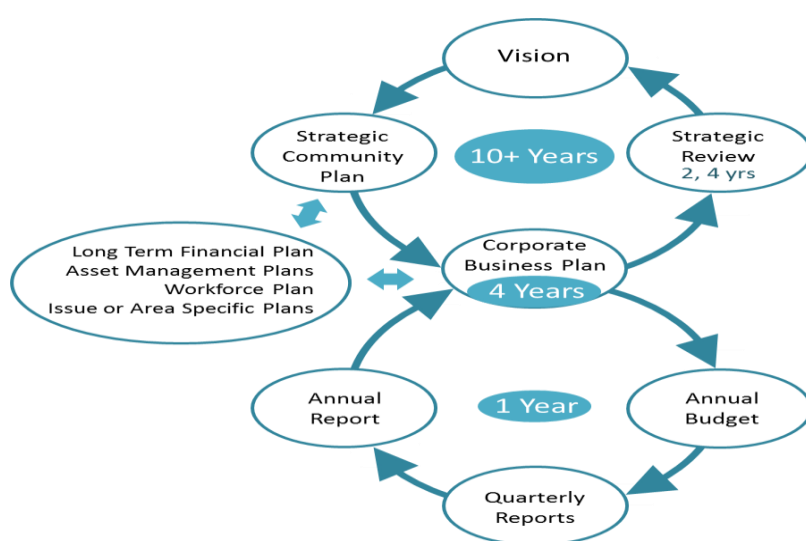 Vision
Strategic
Community
Plan
10+ Years
Strategic
Review
2, 4 yrs
Long Term Financial Plan
Asset Management Plans
Workforce Plan
Issue or Area Specific Plans
Corporate
Business Plan
4 Years
Annual
Report
1 Year
Annual
Budget
Quarterly
Reports